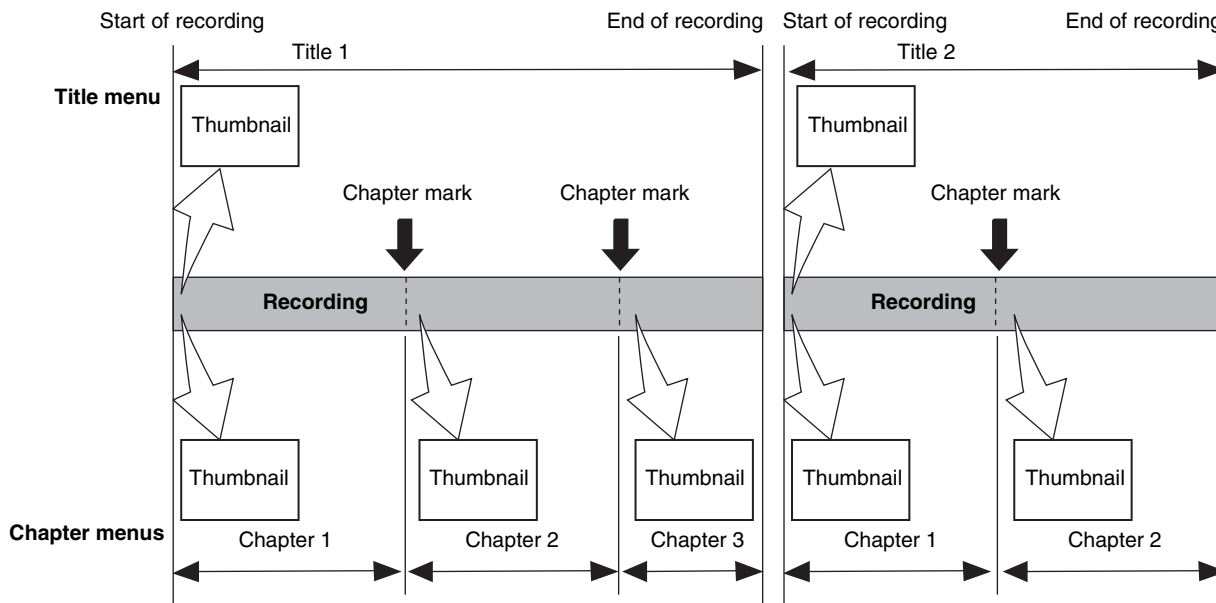 Start of recording
End of recording
Start of recording
End of recording
Title 1
Title 2
Title menu
Thumbnail
Thumbnail
Chapter mark
Chapter mark
Chapter mark
Recording
Recording
Thumbnail
Thumbnail
Thumbnail
Thumbnail
Thumbnail
Chapter menus
Chapter 1
Chapter 2
Chapter 3
Chapter 1
Chapter 2